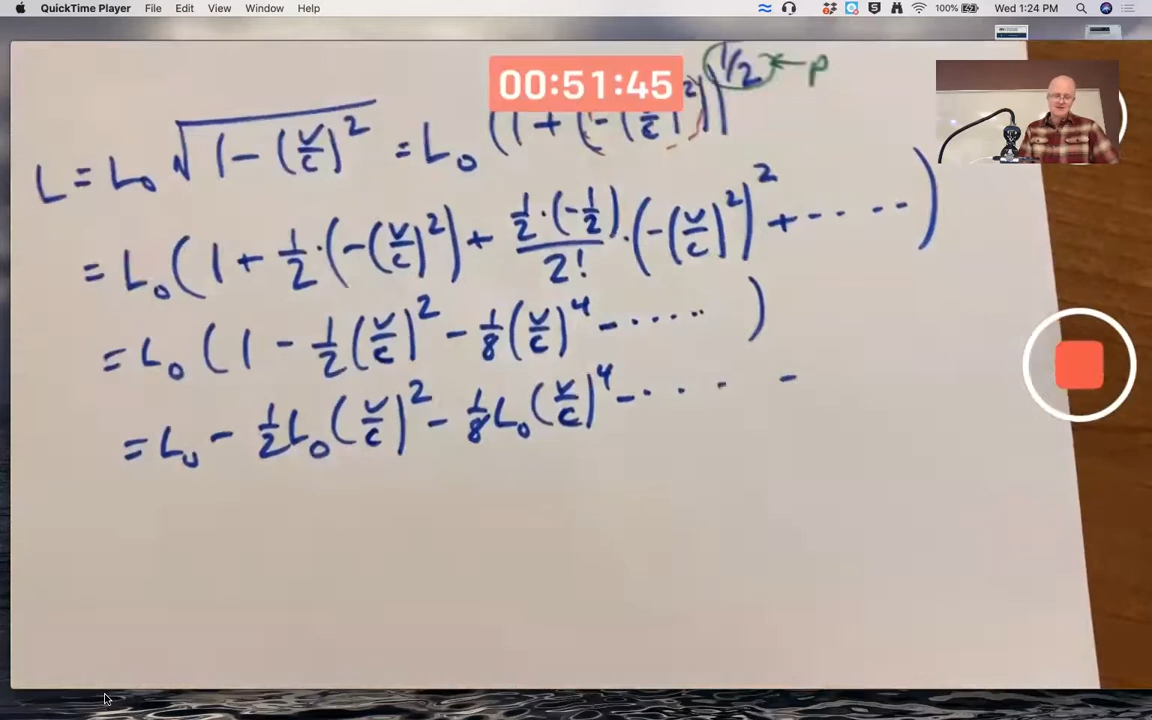 QuickTime Player File Edit View Window Help 100% Wed 1:24 PM
00:51:45
L = L₀ √(1 - (v/c)²) = L₀ (1 + (-(v/c)²))^1/2 ← p
= L₀ (1 + 1/2 · (-(v/c)²) + (1/2 · (-1/2))/2! · (-(v/c)²)² + ···· )
= L₀ (1 - 1/2 (v/c)² - 1/8 (v/c)⁴ - ····· )
= L₀ - 1/2 L₀ (v/c)² - 1/8 L₀ (v/c)⁴ - ··· -